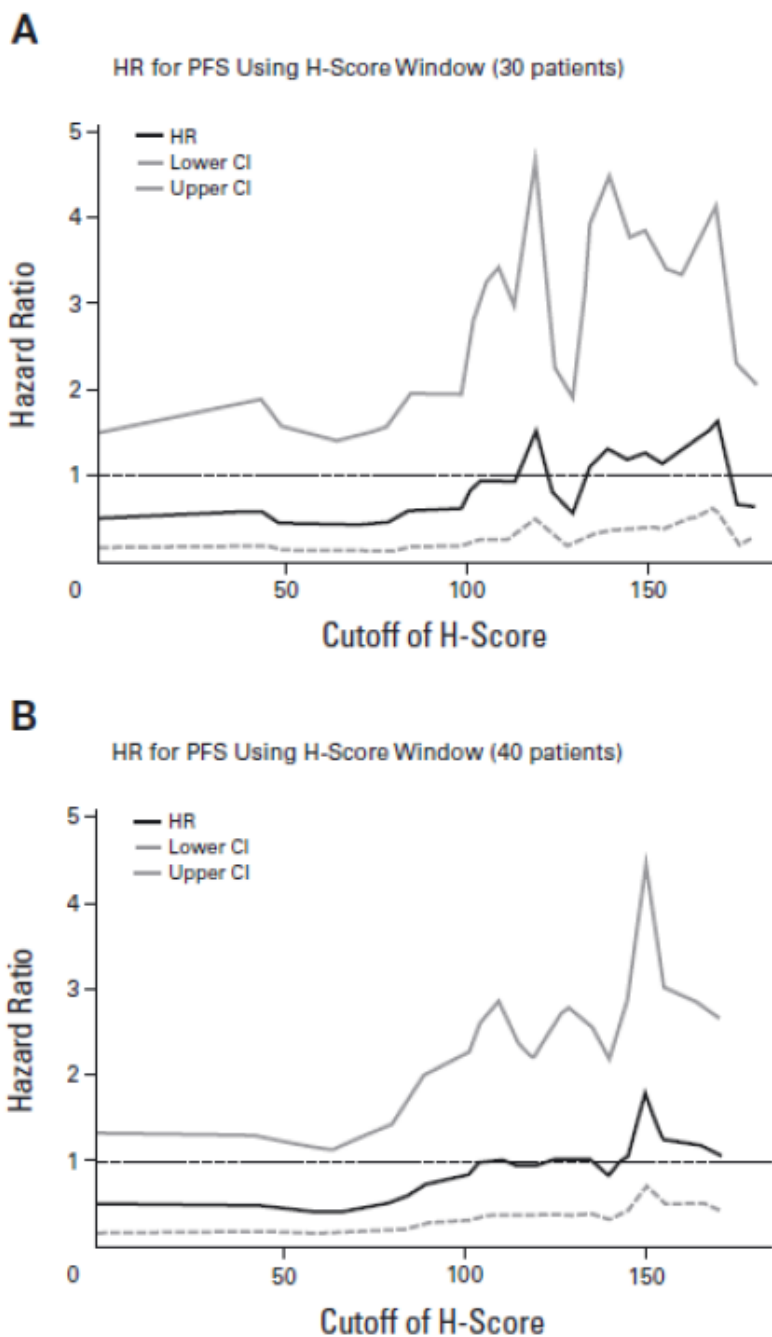 A
HR for PFS Using H-Score Window (30 patients)
HR
Lower CI
Upper CI
5
4
3
2
1
0
50
100
150
Hazard Ratio
Cutoff of H-Score
B
HR for PFS Using H-Score Window (40 patients)
HR
Lower CI
Upper CI
5
4
3
2
1
0
50
100
150
Hazard Ratio
Cutoff of H-Score